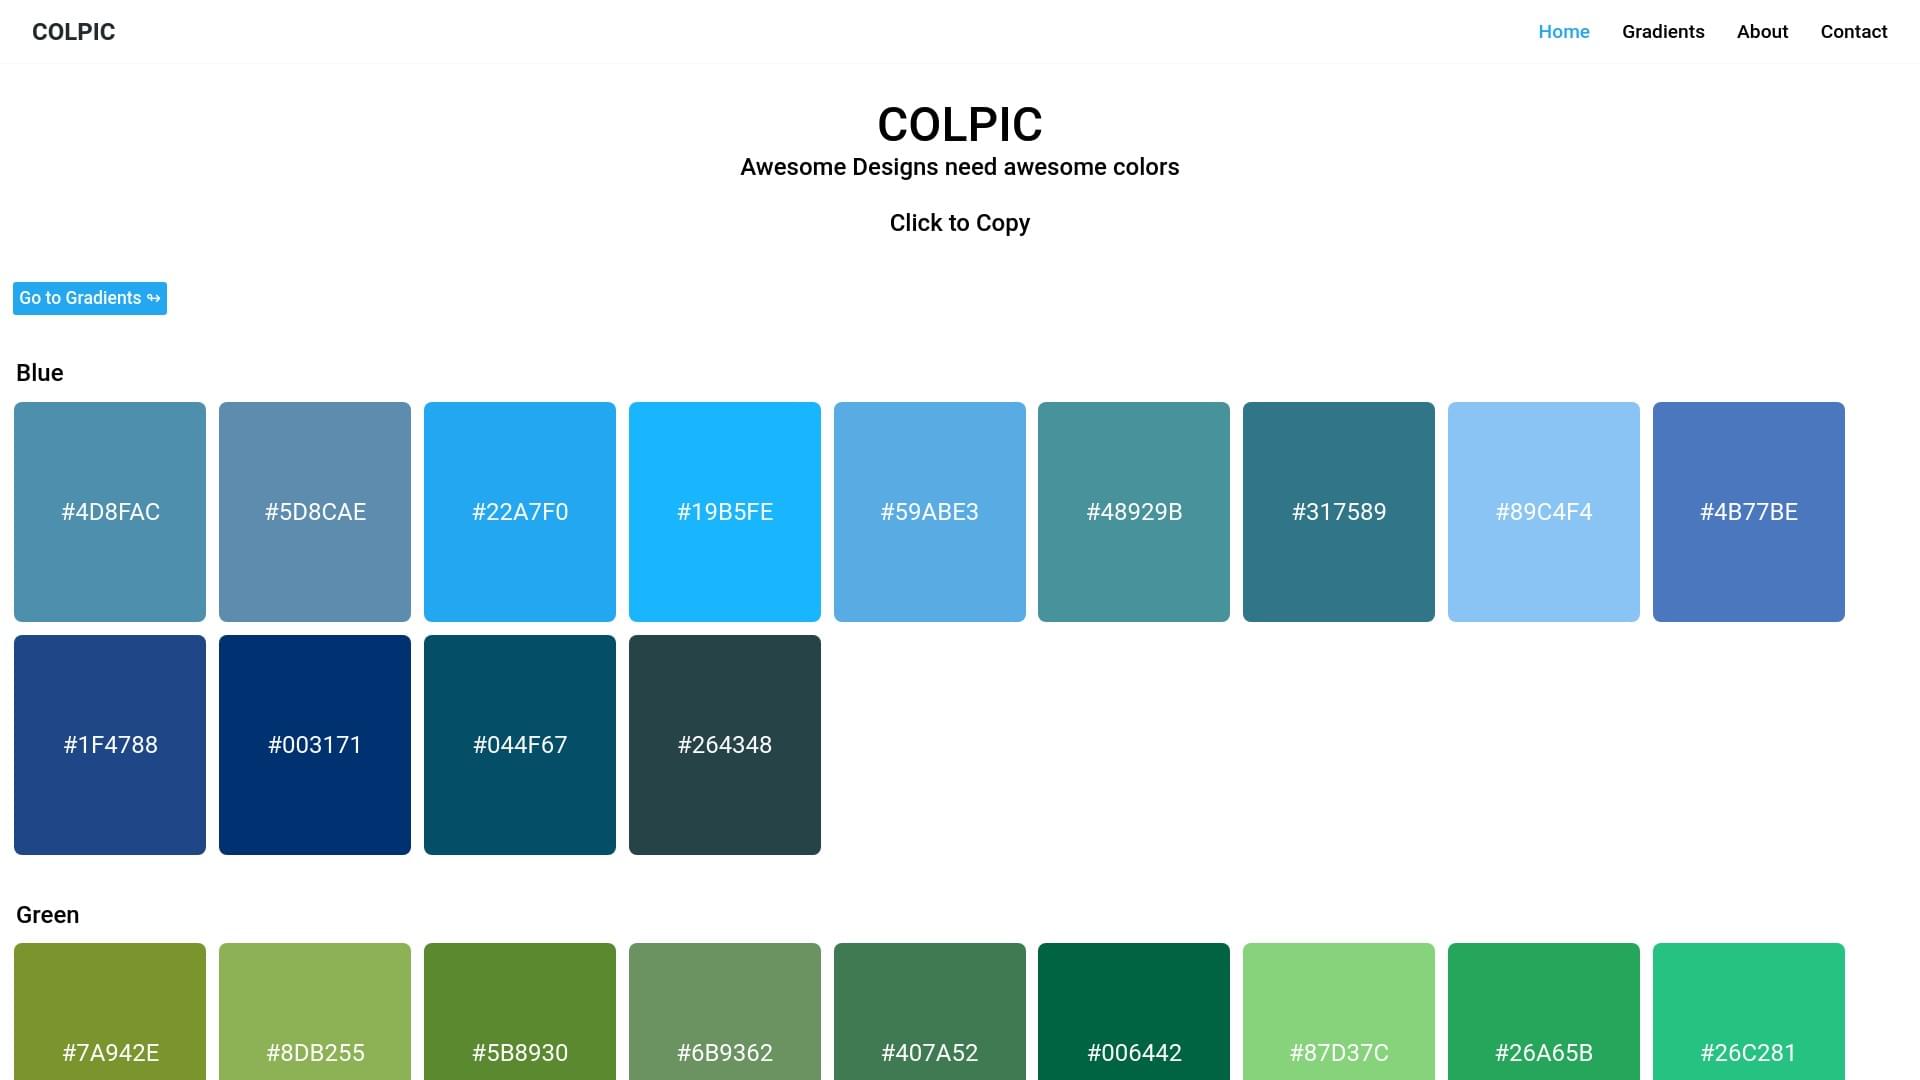 COLPIC
Home Gradients About Contact
COLPIC
Awesome Designs need awesome colors
Click to Copy
Go to Gradients ↬
Blue
#4D8FAC #5D8CAE #22A7F0 #19B5FE #59ABE3 #48929B #317589 #89C4F4 #4B77BE
#1F4788 #003171 #044F67 #264348
Green
#7A942E #8DB255 #5B8930 #6B9362 #407A52 #006442 #87D37C #26A65B #26C281